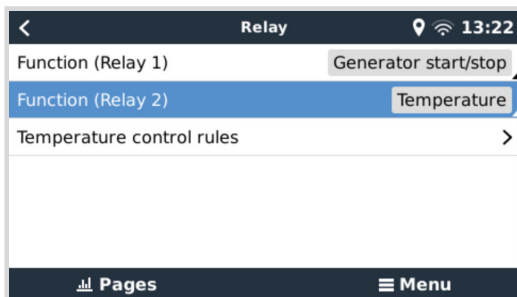 Relay 13:22
Function (Relay 1) Generator start/stop
Function (Relay 2) Temperature
Temperature control rules
Pages Menu